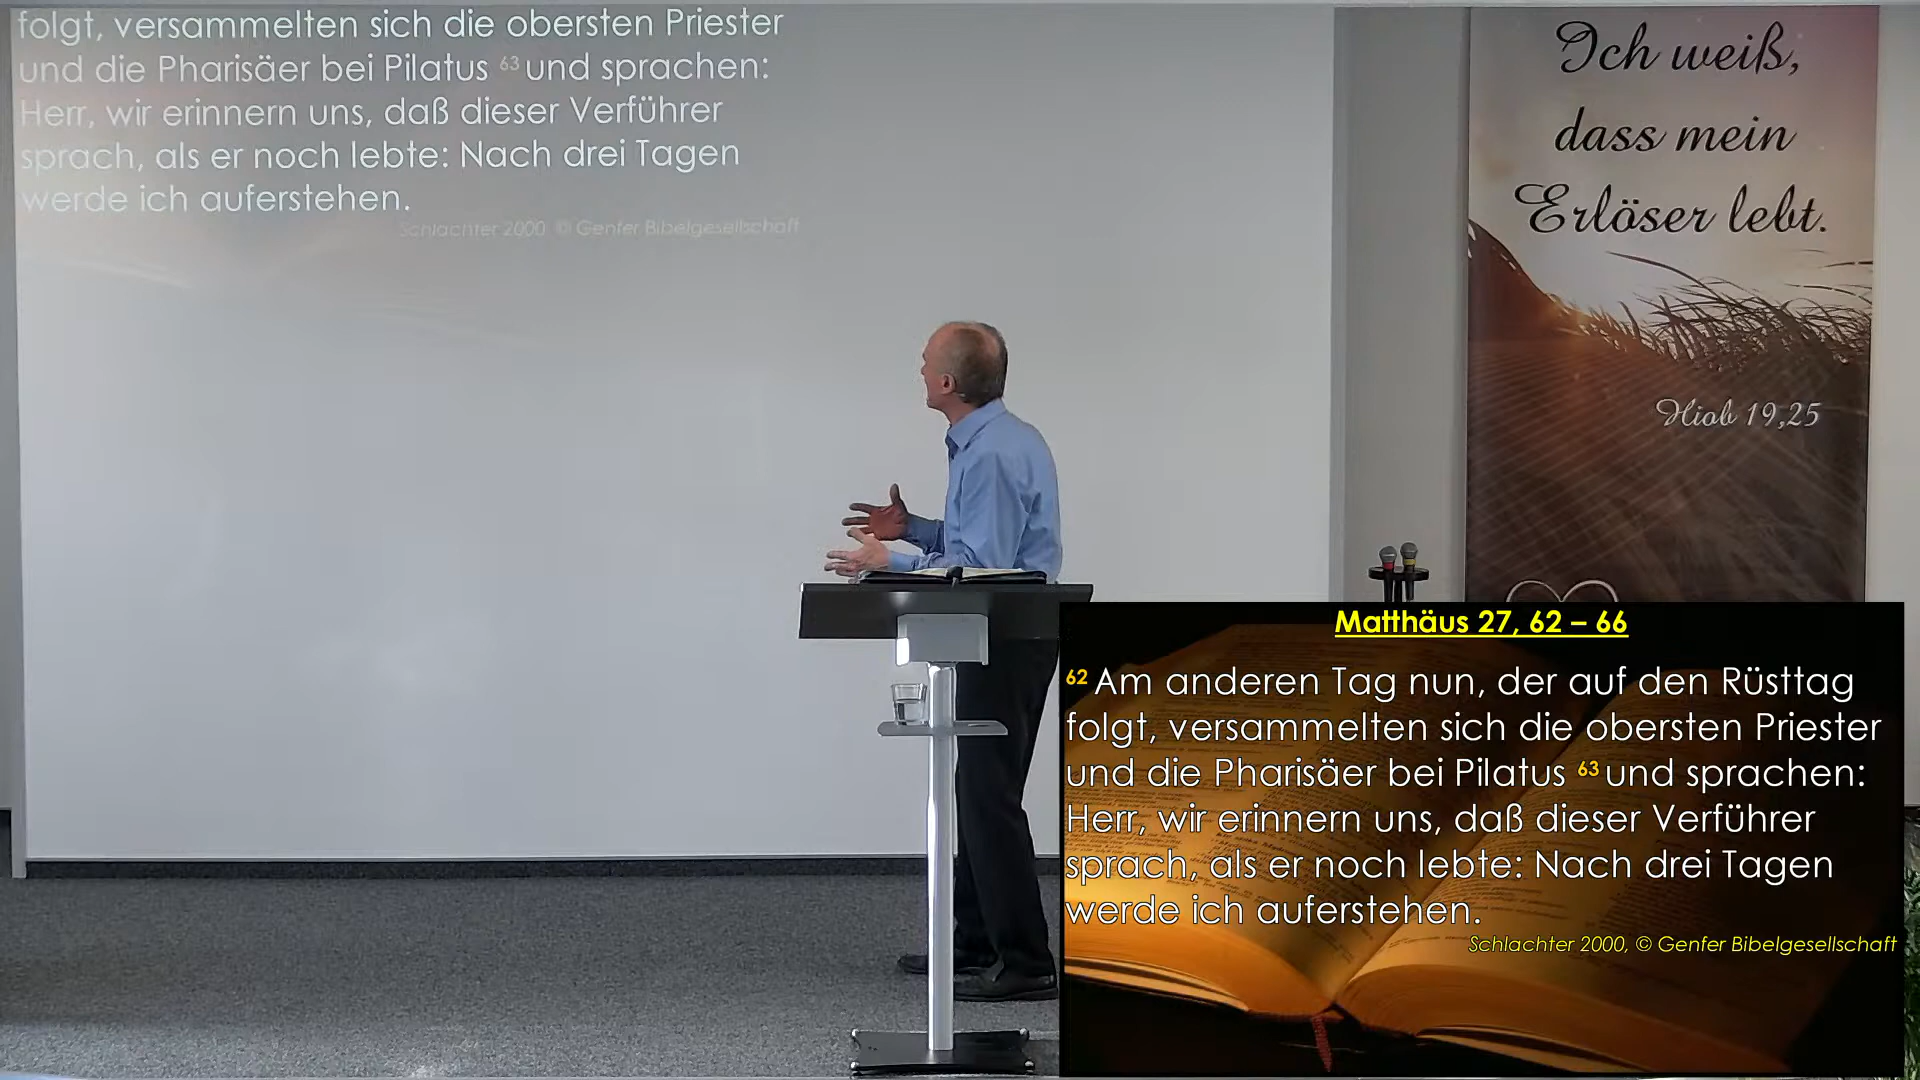 folgt, versammelten sich die obersten Priester
und die Pharisäer bei Pilatus 63 und sprachen:
Herr, wir erinnern uns, daß dieser Verführer
sprach, als er noch lebte: Nach drei Tagen
werde ich auferstehen.
Schlachter 2000, © Genfer Bibelgesellschaft
Ich weiß,
dass mein
Erlöser lebt.
Hiob 19,25
Matthäus 27, 62 – 66
62 Am anderen Tag nun, der auf den Rüsttag
folgt, versammelten sich die obersten Priester
und die Pharisäer bei Pilatus 63 und sprachen:
Herr, wir erinnern uns, daß dieser Verführer
sprach, als er noch lebte: Nach drei Tagen
werde ich auferstehen.
Schlachter 2000, © Genfer Bibelgesellschaft